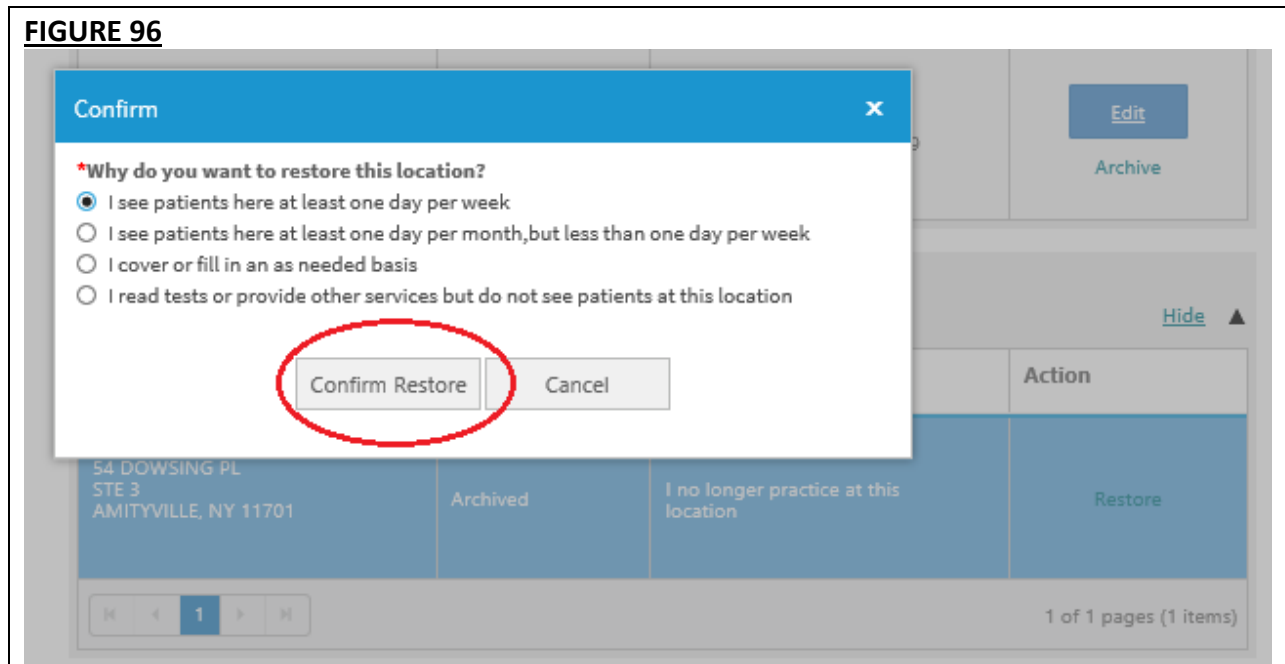 FIGURE 96
Confirm x
Edit
Archive
*Why do you want to restore this location?
I see patients here at least one day per week
I see patients here at least one day per month,but less than one day per week
I cover or fill in an as needed basis
I read tests or provide other services but do not see patients at this location
Hide ▲
Confirm Restore Cancel
Action
54 DOWSING PL
STE 3
AMITYVILLE, NY 11701
Archived
I no longer practice at this
location
Restore
1
1 of 1 pages (1 items)